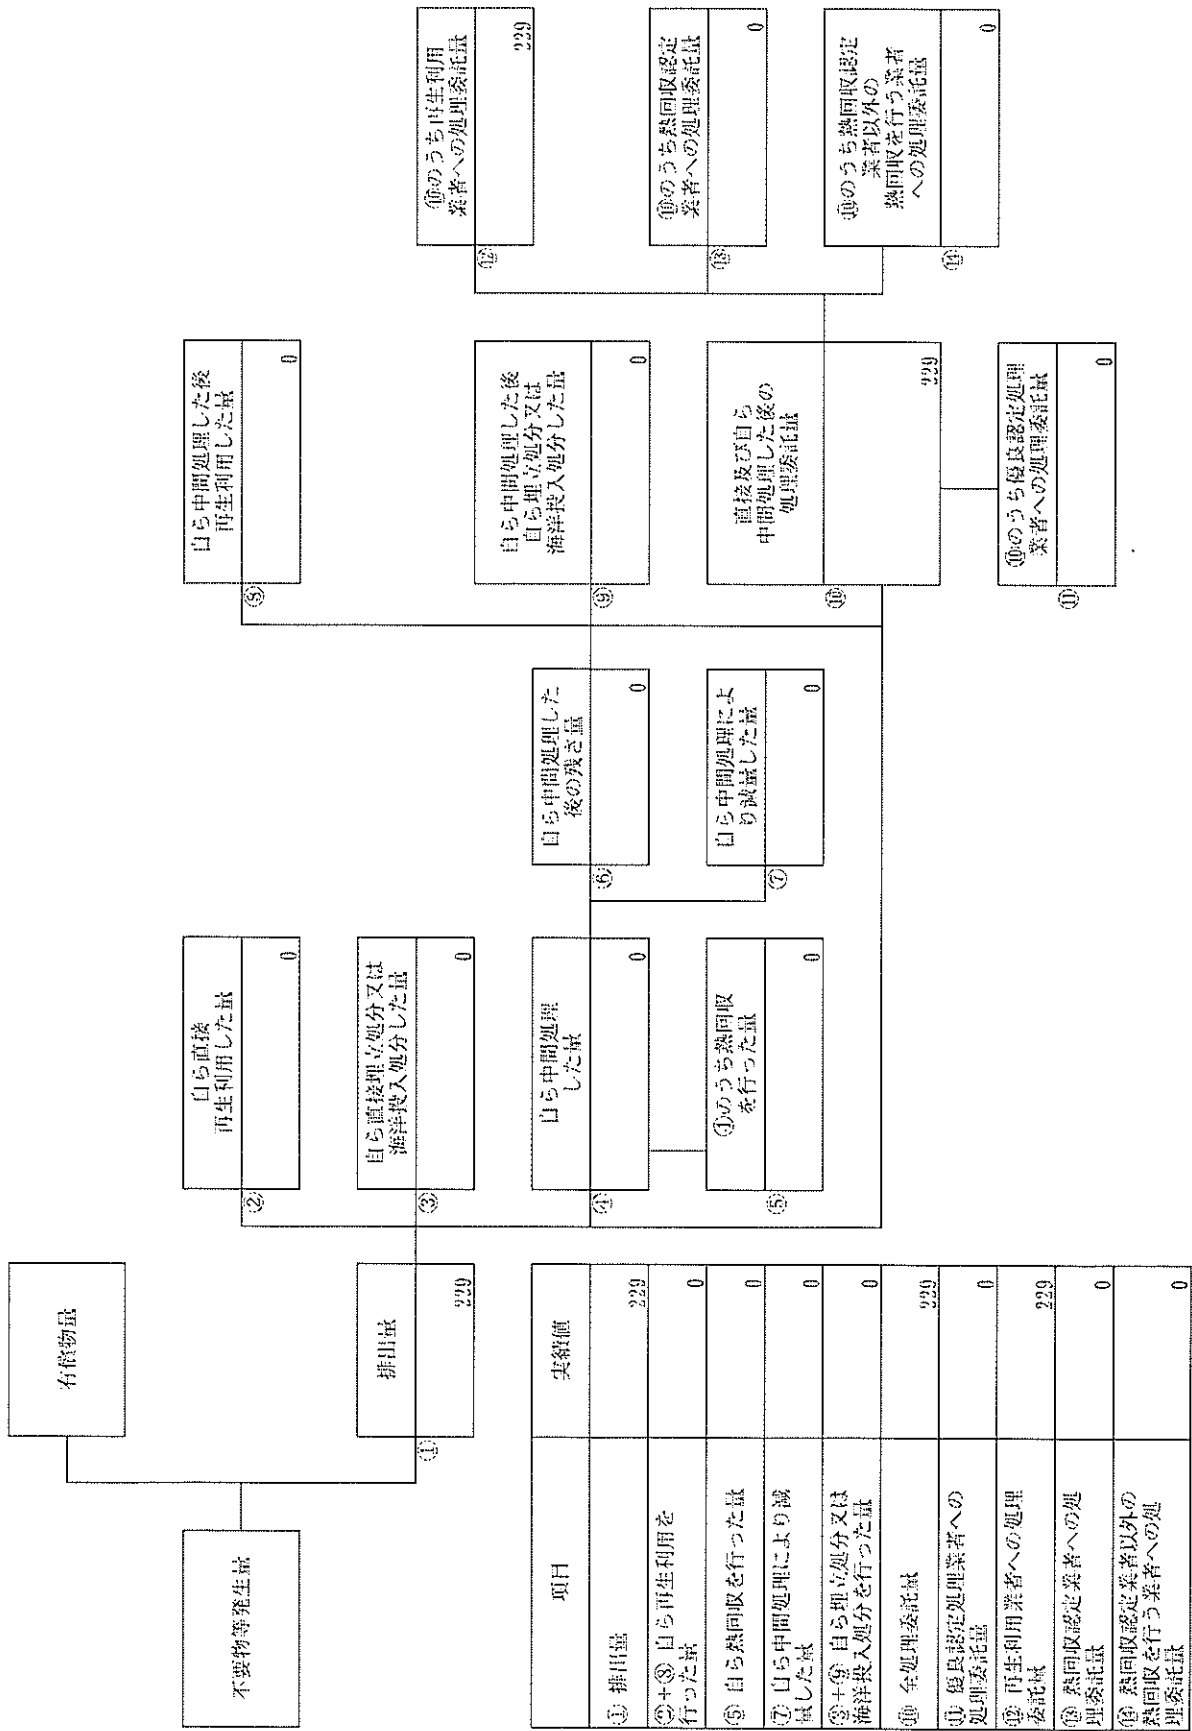 不要物等発生量
有償物量
①
排出量
229
②
自ら直接
再生利用した量
0
③
自ら直接埋立処分又は
海洋投入処分した量
0
④
自ら中間処理
した量
0
⑤
④のうち熱回収
を行った量
0
⑥
自ら中間処理した
後の残さ量
0
⑦
自ら中間処理によ
り減量した量
0
⑧
自ら中間処理した後
再生利用した量
0
⑨
自ら中間処理した後
自ら埋立処分又は
海洋投入処分した量
0
⑩
直接及び自ら
中間処理した後の
処理委託量
229
⑪
⑩のうち優良認定処理
業者への処理委託量
0
⑫
⑩のうち再生利用
業者への処理委託量
229
⑬
⑩のうち熱回収認定
業者への処理委託量
0
⑭
⑩のうち熱回収認定
業者以外の
熱回収を行う業者
への処理委託量
0
項目 実績値
① 排出量 229
②+⑧ 自ら再生利用を
行った量 0
⑤ 自ら熱回収を行った量 0
⑦ 自ら中間処理により減
量した量 0
③+⑨ 自ら埋立処分又は
海洋投入処分を行った量 0
⑩ 全処理委託量 229
⑪ 優良認定処理業者への
処理委託量 0
⑫ 再生利用業者への処理
委託量 229
⑬ 熱回収認定業者への処
理委託量 0
⑭ 熱回収認定業者以外の
熱回収を行う業者への処
理委託量 0